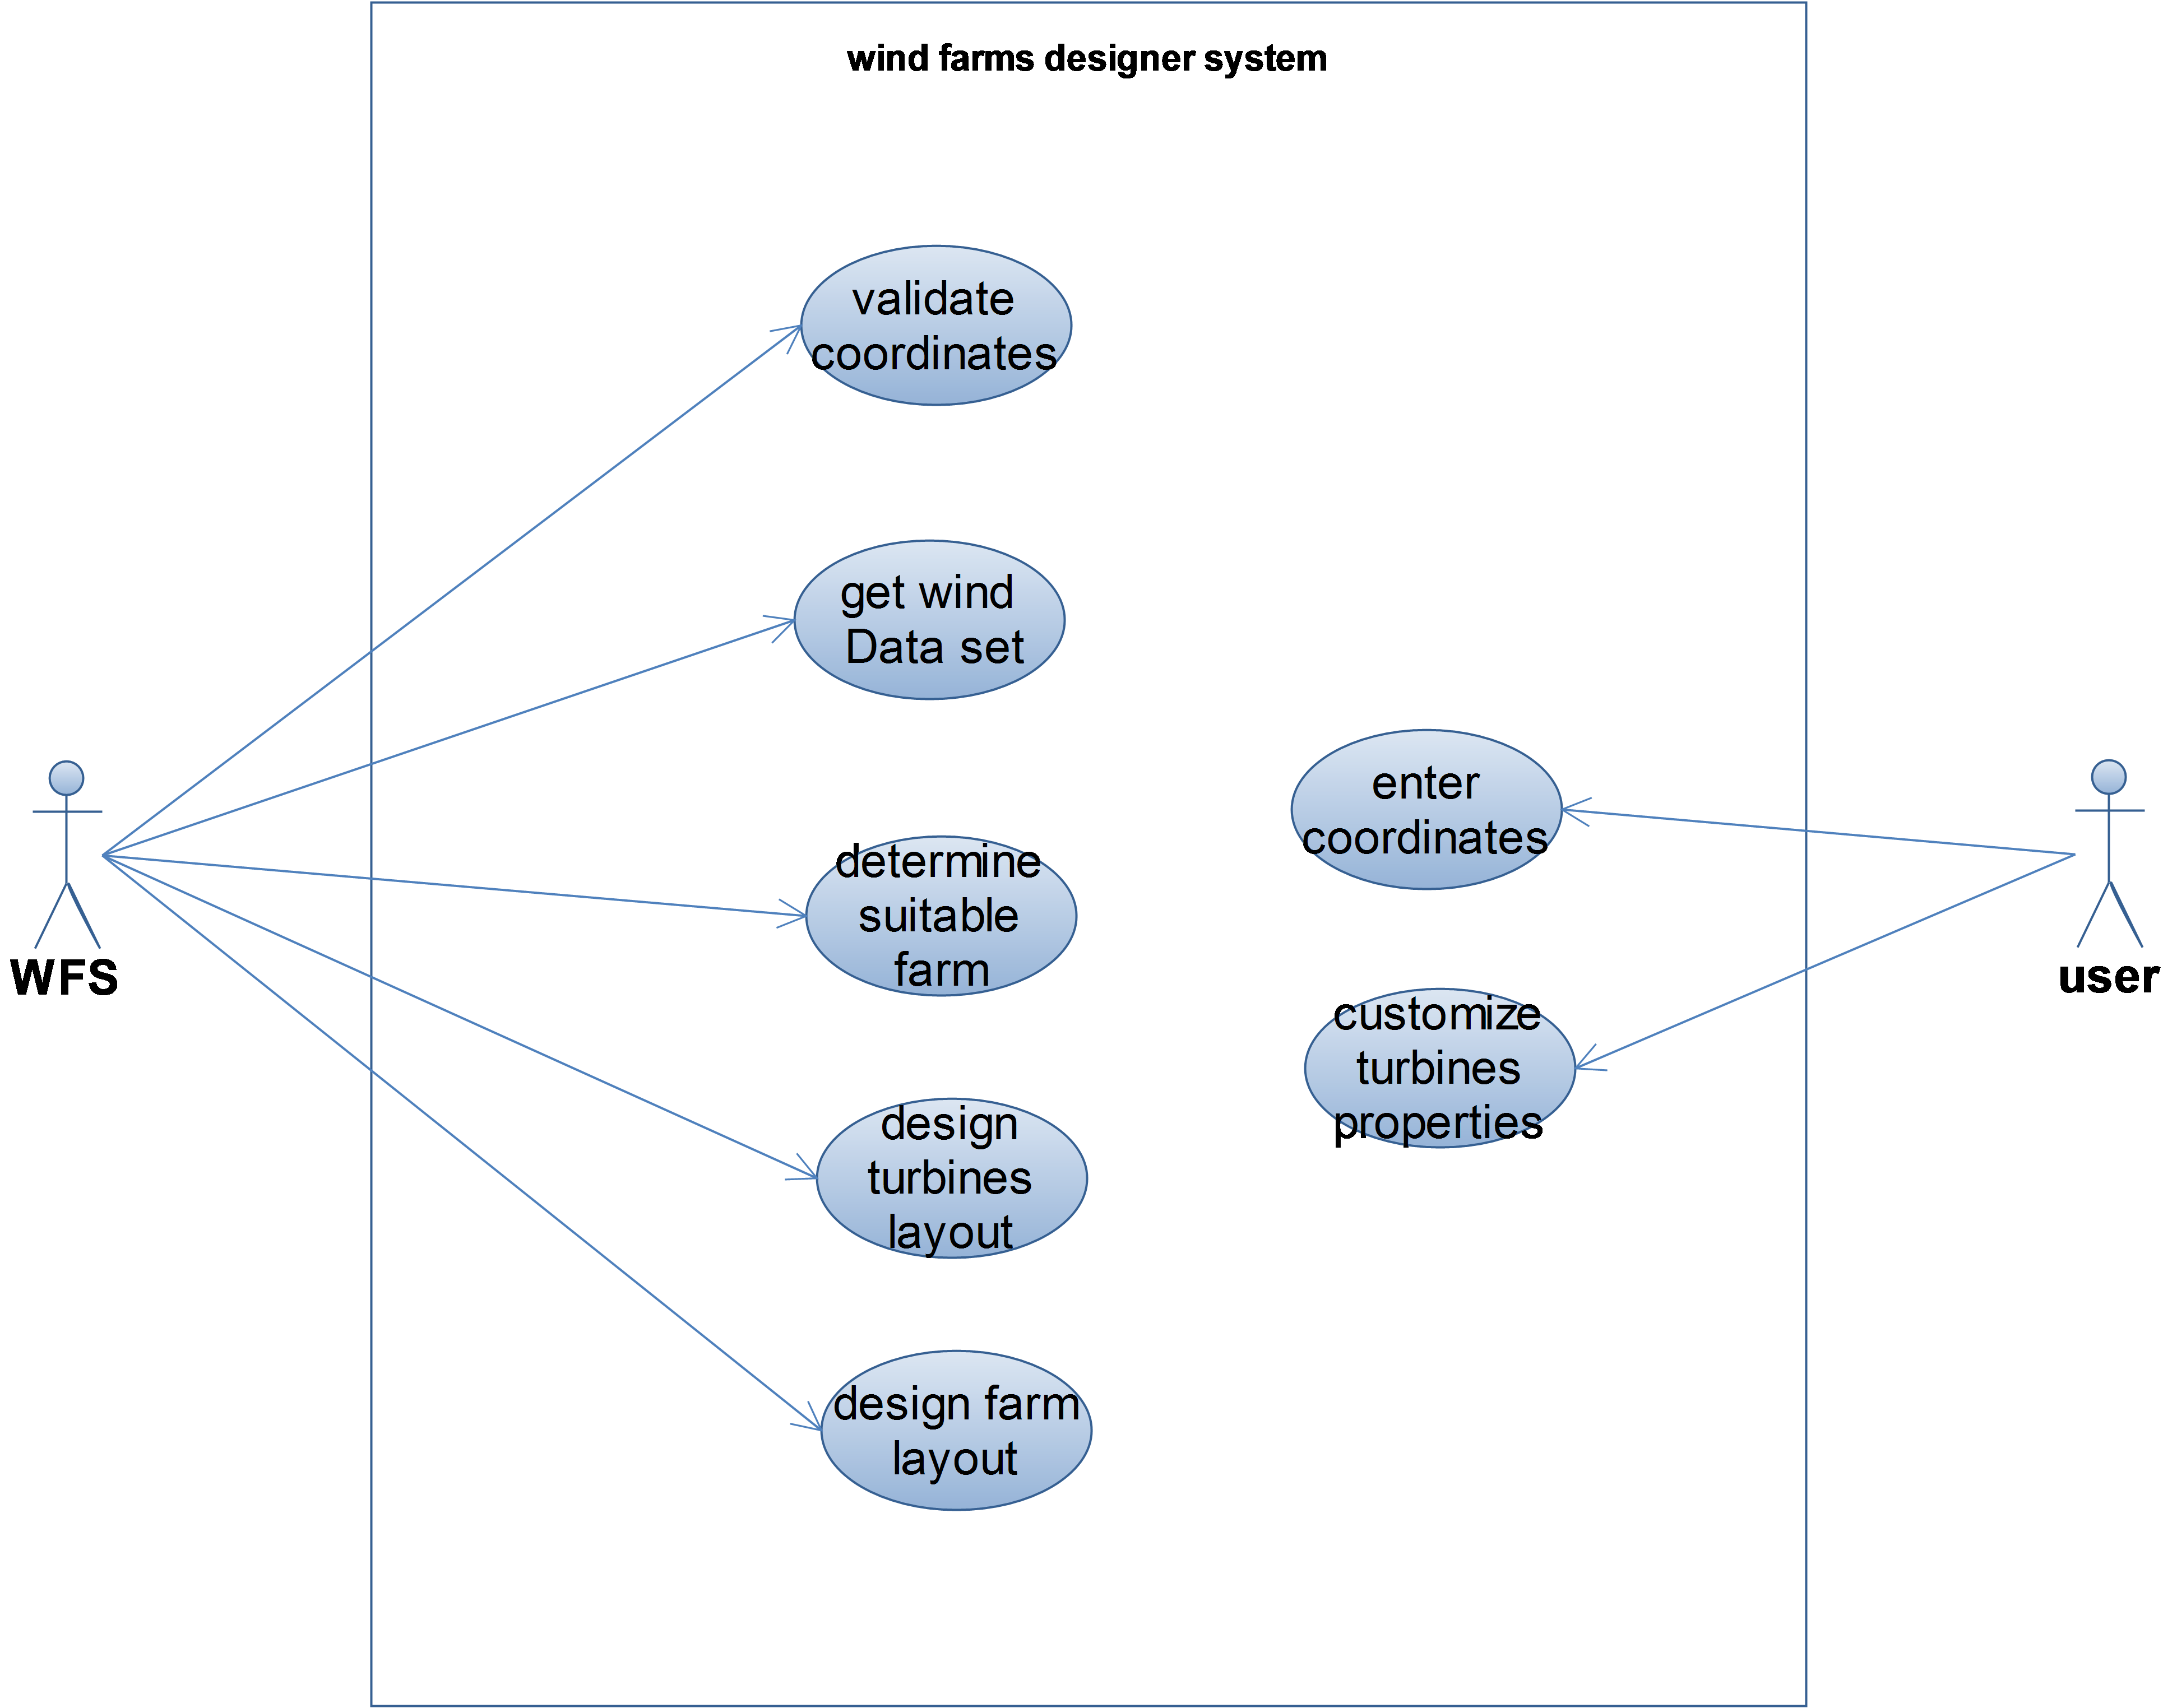 wind farms designer system
validate
coordinates
get wind
Data set
determine
suitable
farm
design
turbines
layout
design farm
layout
enter
coordinates
customize
turbines
properties
WFS
user